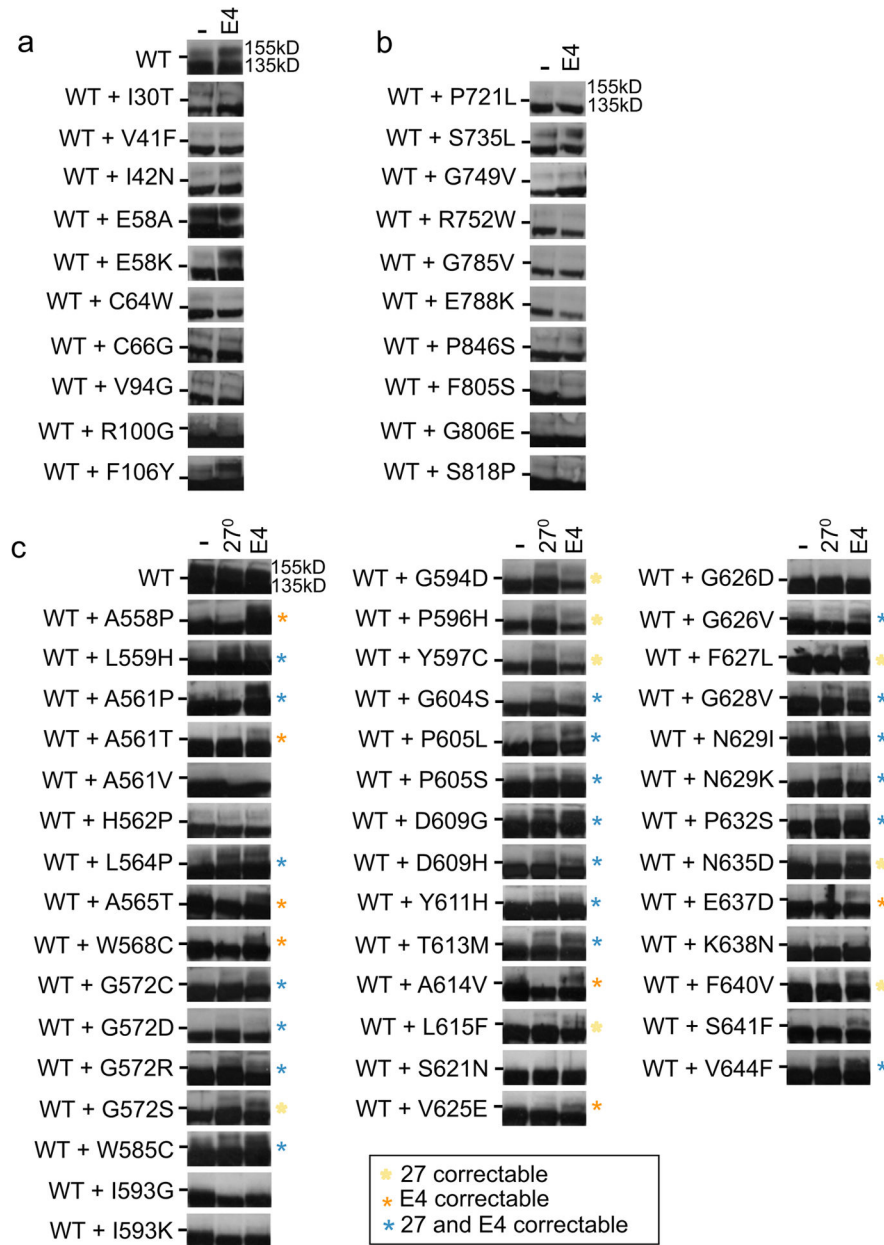 a
- E4
WT 155kD
135kD
WT + I30T
WT + V41F
WT + I42N
WT + E58A
WT + E58K
WT + C64W
WT + C66G
WT + V94G
WT + R100G
WT + F106Y
b
- E4
155kD
WT + P721L 135kD
WT + S735L
WT + G749V
WT + R752W
WT + G785V
WT + E788K
WT + P846S
WT + F805S
WT + G806E
WT + S818P
c
- 27⁰ E4
WT 155kD
135kD
WT + A558P *
WT + L559H *
WT + A561P *
WT + A561T *
WT + A561V
WT + H562P
WT + L564P *
WT + A565T *
WT + W568C *
WT + G572C *
WT + G572D *
WT + G572R *
WT + G572S *
WT + W585C *
WT + I593G
WT + I593K
- 27⁰ E4
WT + G594D *
WT + P596H *
WT + Y597C *
WT + G604S *
WT + P605L *
WT + P605S *
WT + D609G *
WT + D609H *
WT + Y611H *
WT + T613M *
WT + A614V *
WT + L615F *
WT + S621N
WT + V625E *
- 27⁰ E4
WT + G626D
WT + G626V *
WT + F627L *
WT + G628V *
WT + N629I *
WT + N629K *
WT + P632S *
WT + N635D *
WT + E637D *
WT + K638N
WT + F640V *
WT + S641F
WT + V644F *
* 27 correctable
* E4 correctable
* 27 and E4 correctable